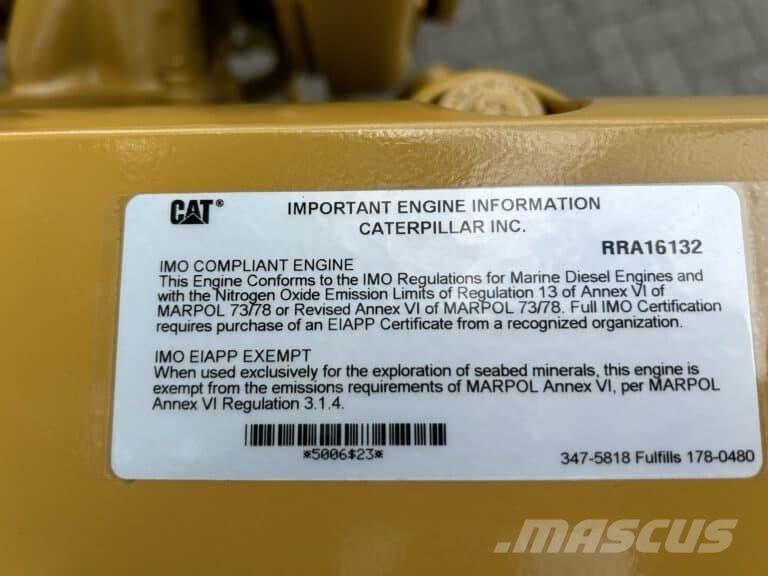 CAT®
IMPORTANT ENGINE INFORMATION
CATERPILLAR INC.
RRA16132
IMO COMPLIANT ENGINE
This Engine Conforms to the IMO Regulations for Marine Diesel Engines and
with the Nitrogen Oxide Emission Limits of Regulation 13 of Annex VI of
MARPOL 73/78 or Revised Annex VI of MARPOL 73/78. Full IMO Certification
requires purchase of an EIAPP Certificate from a recognized organization.
IMO EIAPP EXEMPT
When used exclusively for the exploration of seabed minerals, this engine is
exempt from the emissions requirements of MARPOL Annex VI, per MARPOL
Annex VI Regulation 3.1.4.
*5006$23*
347-5818 Fulfills 178-0480
MASCUS